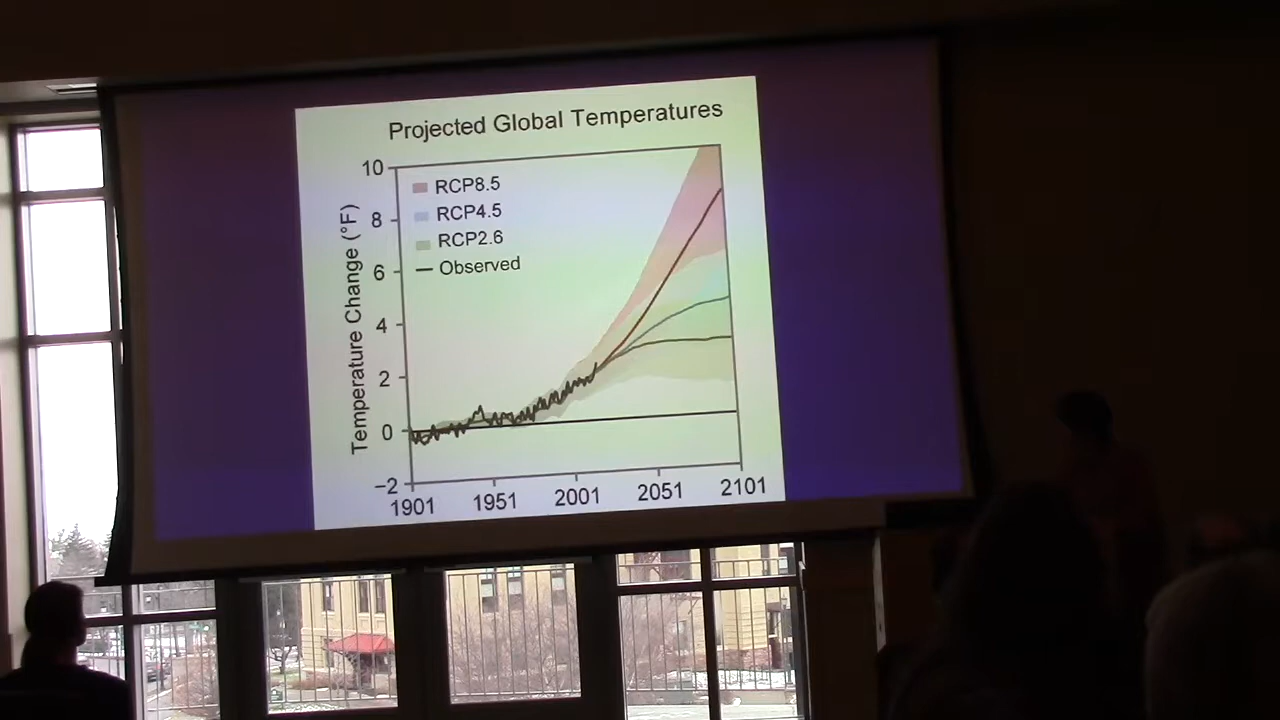 Projected Global Temperatures
10
8
6
4
2
0
−2
Temperature Change (°F)
RCP8.5
RCP4.5
RCP2.6
Observed
1901 1951 2001 2051 2101